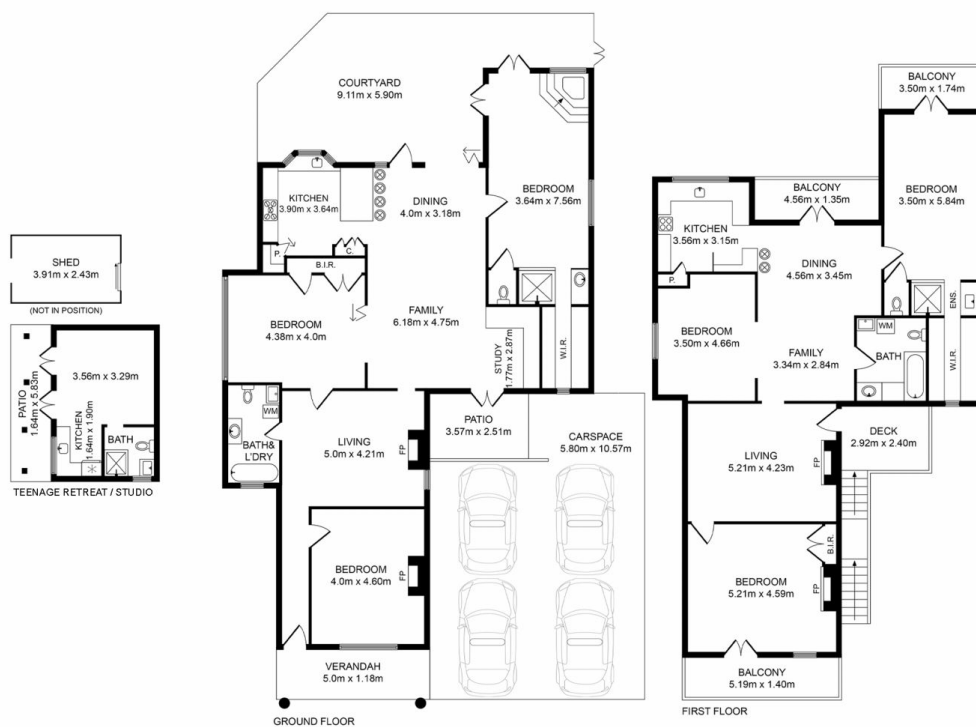 SHED
3.91m x 2.43m
(NOT IN POSITION)
PATIO
1.64m x 5.83m
3.56m x 3.29m
KITCHEN
1.64m x 1.90m
BATH
TEENAGE RETREAT / STUDIO
COURTYARD
9.11m x 5.90m
KITCHEN
3.90m x 3.64m
DINING
4.0m x 3.18m
BEDROOM
3.64m x 7.56m
P.
C.
B.I.R.
BEDROOM
4.38m x 4.0m
FAMILY
6.18m x 4.75m
STUDY
1.77m x 2.87m
W.I.R.
WM
BATH&
L'DRY
LIVING
5.0m x 4.21m
FP
PATIO
3.57m x 2.51m
CARSPACE
5.80m x 10.57m
BEDROOM
4.0m x 4.60m
FP
VERANDAH
5.0m x 1.18m
GROUND FLOOR
BALCONY
3.50m x 1.74m
BALCONY
4.56m x 1.35m
BEDROOM
3.50m x 5.84m
KITCHEN
3.56m x 3.15m
DINING
4.56m x 3.45m
P.
BEDROOM
3.50m x 4.66m
FAMILY
3.34m x 2.84m
ENS.
WM
BATH
W.I.R.
DECK
2.92m x 2.40m
LIVING
5.21m x 4.23m
FP
B.I.R.
BEDROOM
5.21m x 4.59m
FP
BALCONY
5.19m x 1.40m
FIRST FLOOR